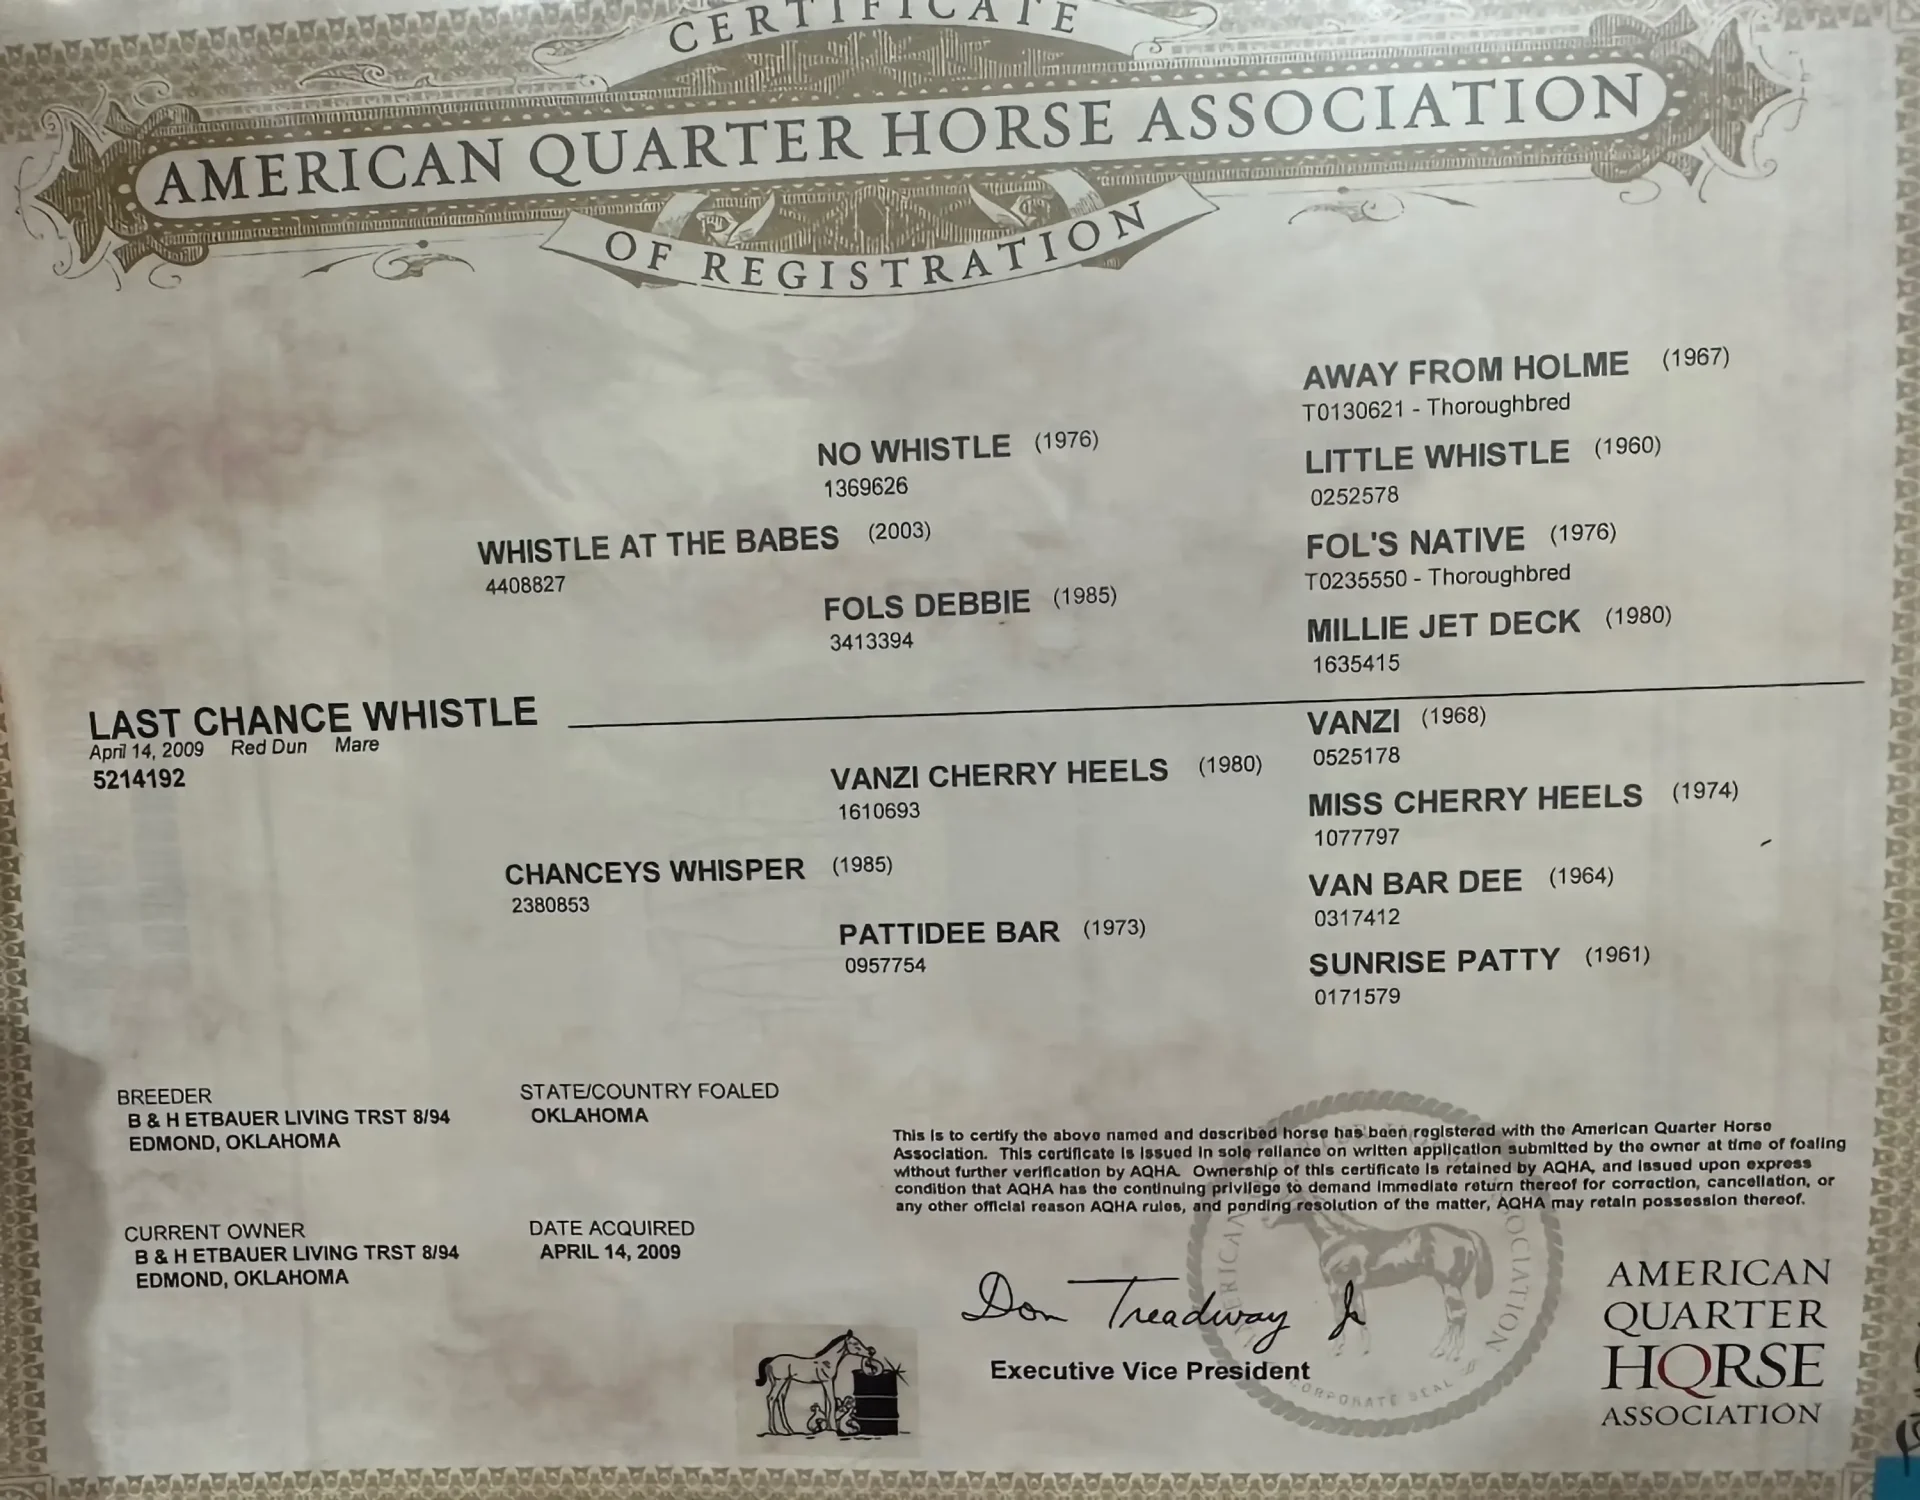 CERTIFICATE
AMERICAN QUARTER HORSE ASSOCIATION
OF REGISTRATION
AWAY FROM HOLME (1967)
T0130621 - Thoroughbred
NO WHISTLE (1976)
1369626
LITTLE WHISTLE (1960)
0252578
WHISTLE AT THE BABES (2003)
4408827
FOL'S NATIVE (1976)
T0235550 - Thoroughbred
FOLS DEBBIE (1985)
3413394
MILLIE JET DECK (1980)
1635415
LAST CHANCE WHISTLE
April 14, 2009 Red Dun Mare
5214192
VANZI (1968)
0525178
VANZI CHERRY HEELS (1980)
1610693
MISS CHERRY HEELS (1974)
1077797
CHANCEYS WHISPER (1985)
2380853
VAN BAR DEE (1964)
0317412
PATTIDEE BAR (1973)
0957754
SUNRISE PATTY (1961)
0171579
BREEDER
B & H ETBAUER LIVING TRST 8/94
EDMOND, OKLAHOMA
STATE/COUNTRY FOALED
OKLAHOMA
CURRENT OWNER
B & H ETBAUER LIVING TRST 8/94
EDMOND, OKLAHOMA
DATE ACQUIRED
APRIL 14, 2009
This is to certify the above named and described horse has been registered with the American Quarter Horse
Association. This certificate is issued in sole reliance on written application submitted by the owner at time of foaling
without further verification by AQHA. Ownership of this certificate is retained by AQHA, and issued upon express
condition that AQHA has the continuing privilege to demand immediate return thereof for correction, cancellation, or
any other official reason AQHA rules, and pending resolution of the matter, AQHA may retain possession thereof.
Don Treadway Jr
Executive Vice President
CORPORATE SEAL
AMERICAN
QUARTER
HORSE
ASSOCIATION